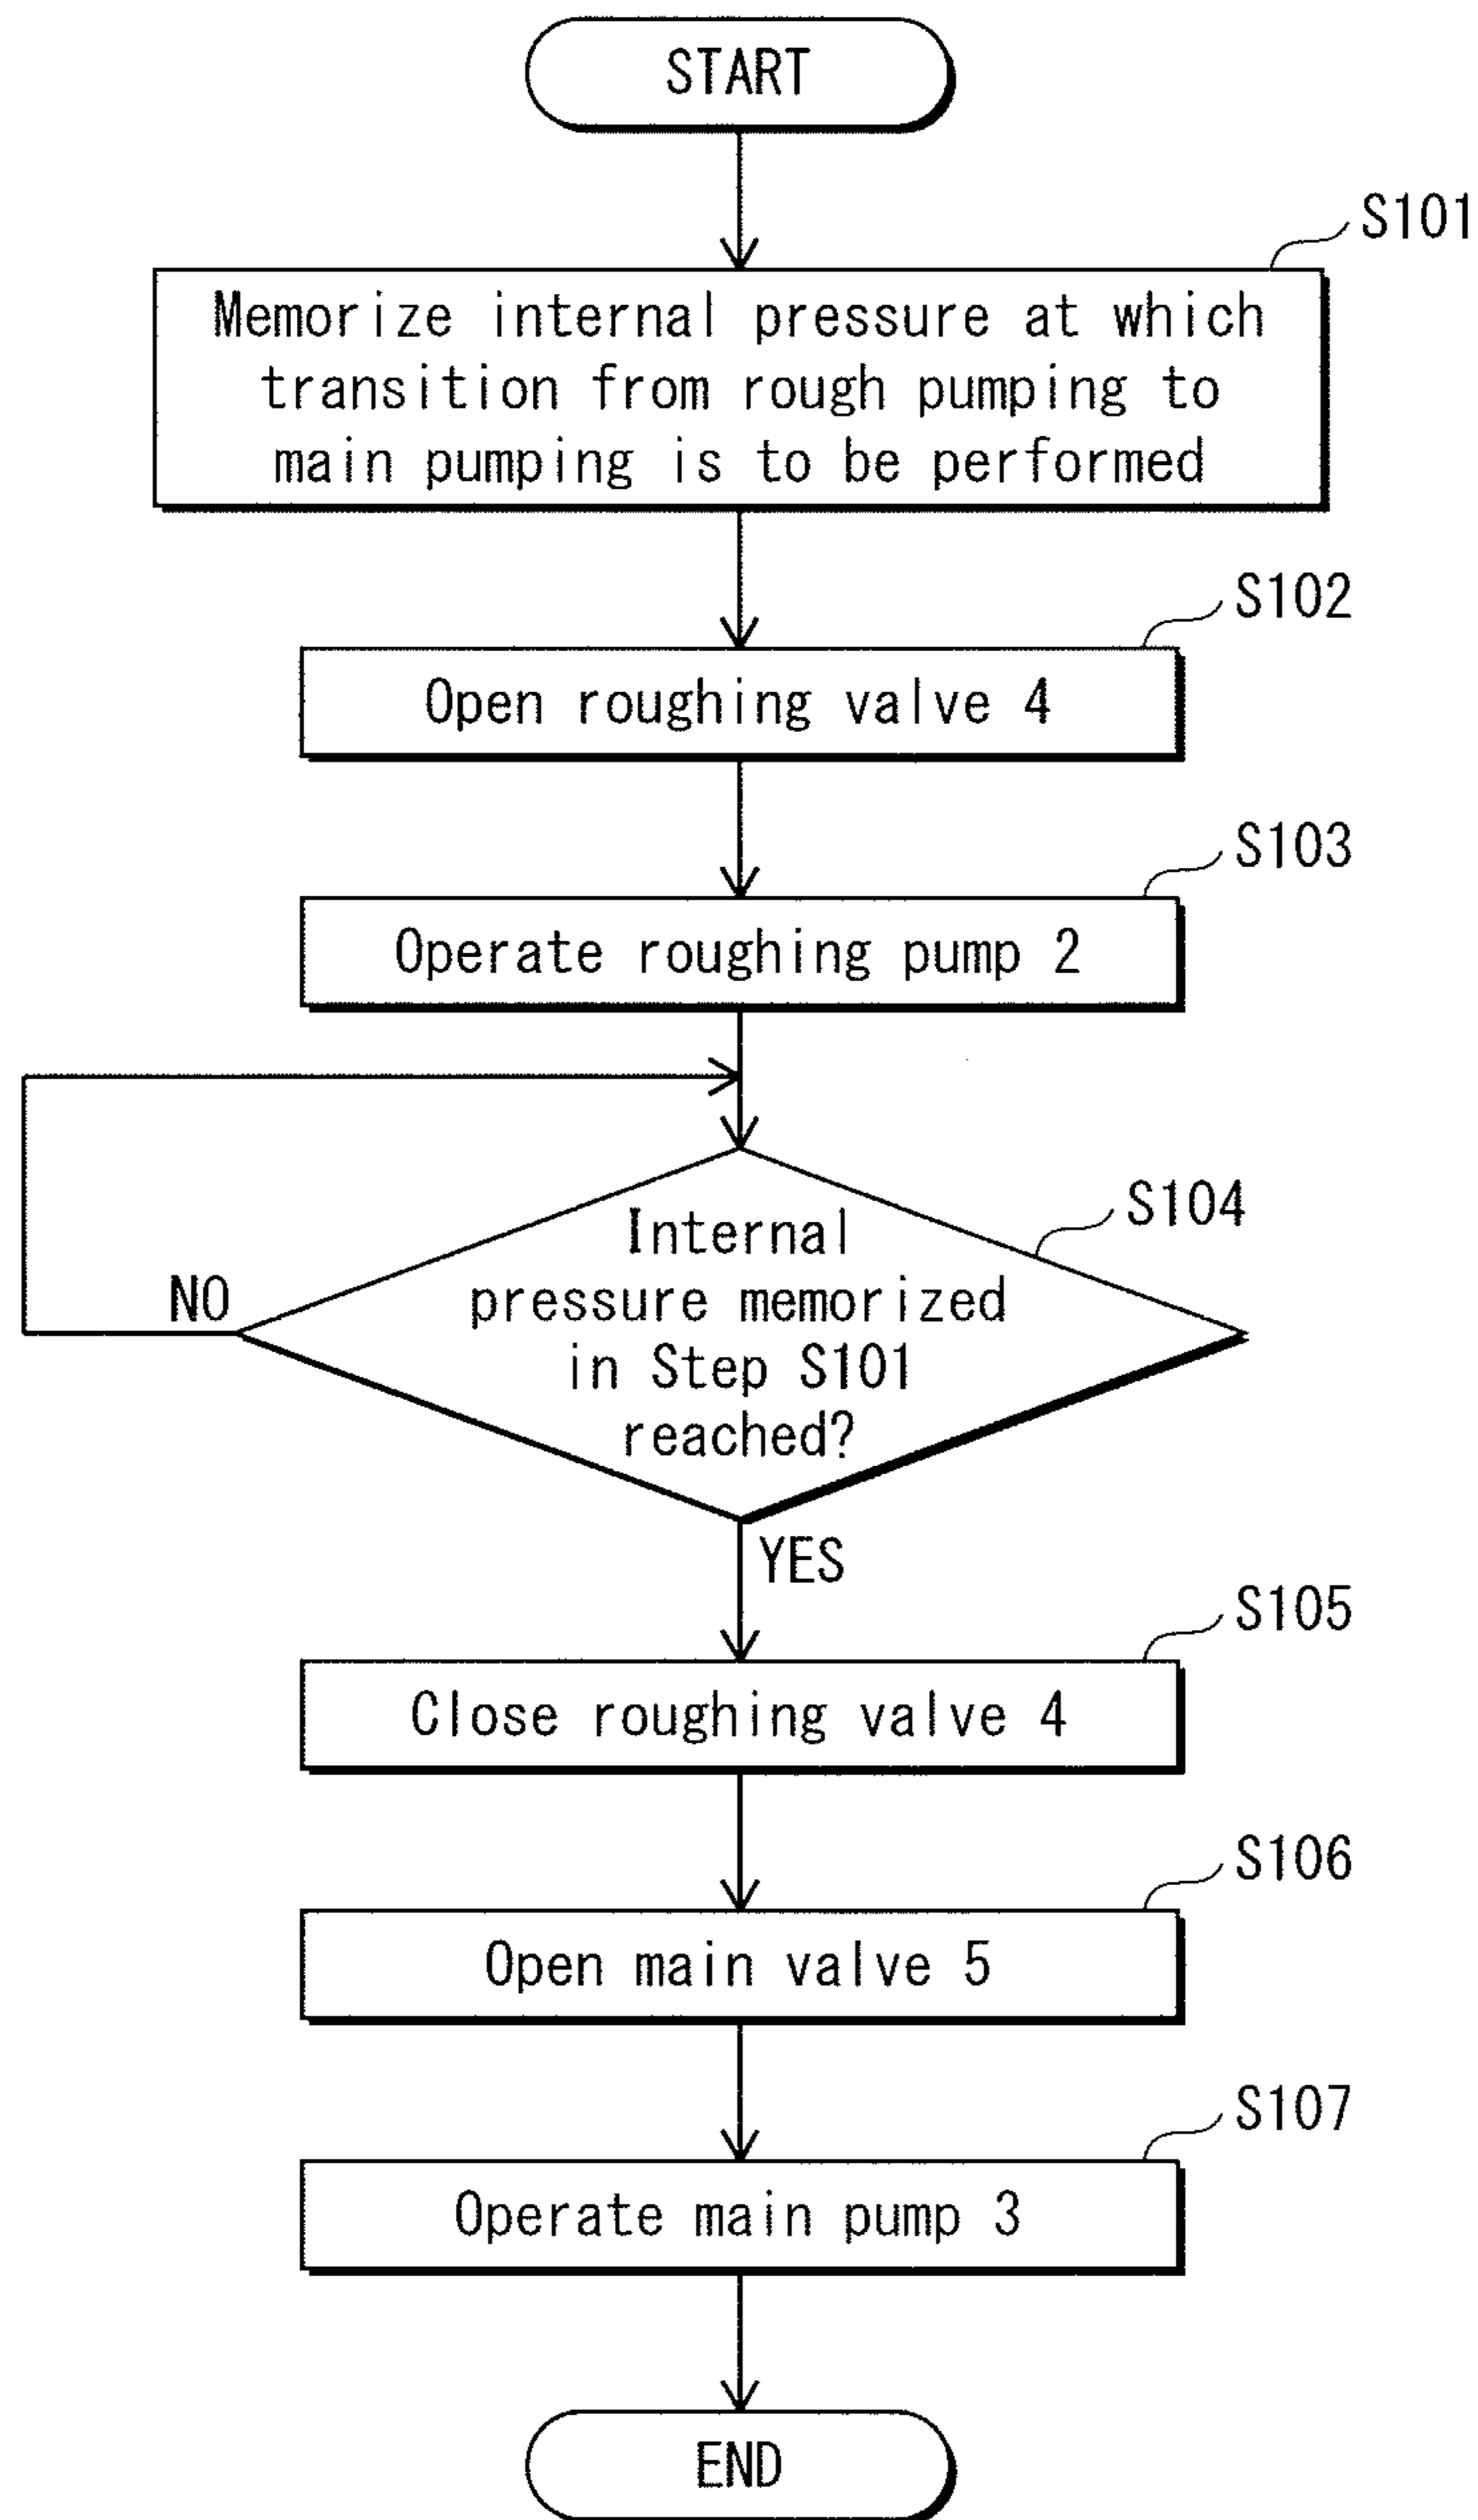 START
S101
Memorize internal pressure at which
transition from rough pumping to
main pumping is to be performed
S102
Open roughing valve 4
S103
Operate roughing pump 2
S104
Internal
pressure memorized
in Step S101
reached?
NO
YES
S105
Close roughing valve 4
S106
Open main valve 5
S107
Operate main pump 3
END